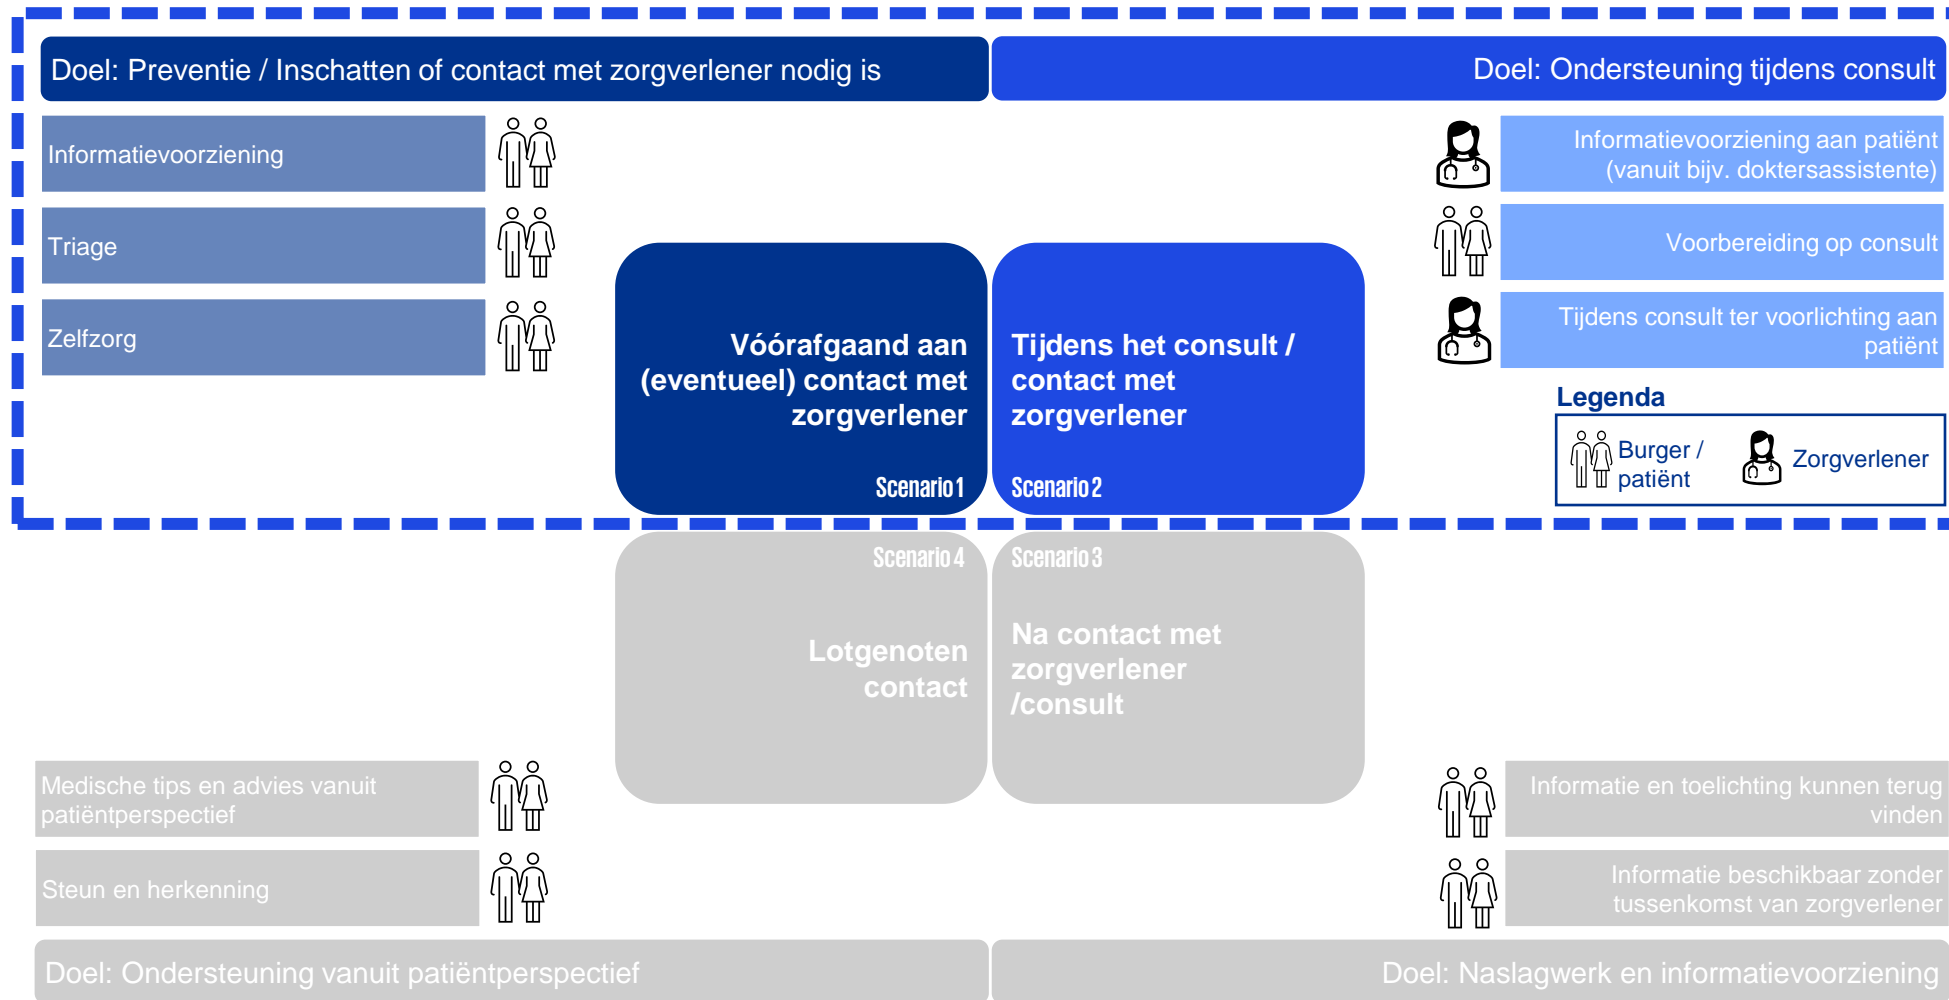 Doel: Preventie / Inschatten of contact met zorgverlener nodig is
Doel: Ondersteuning tijdens consult
Informatievoorziening
Triage
Zelfzorg
Informatievoorziening aan patiënt
(vanuit bijv. doktersassistente)
Voorbereiding op consult
Tijdens consult ter voorlichting aan
patiënt
Vóórafgaand aan
(eventueel) contact met
zorgverlener
Scenario 1
Tijdens het consult /
contact met
zorgverlener
Scenario 2
Legenda
Burger /
patiënt
Zorgverlener
Scenario 4
Lotgenoten
contact
Scenario 3
Na contact met
zorgverlener
/consult
Medische tips en advies vanuit
patiëntperspectief
Steun en herkenning
Informatie en toelichting kunnen terug
vinden
Informatie beschikbaar zonder
tussenkomst van zorgverlener
Doel: Ondersteuning vanuit patiëntperspectief
Doel: Naslagwerk en informatievoorziening